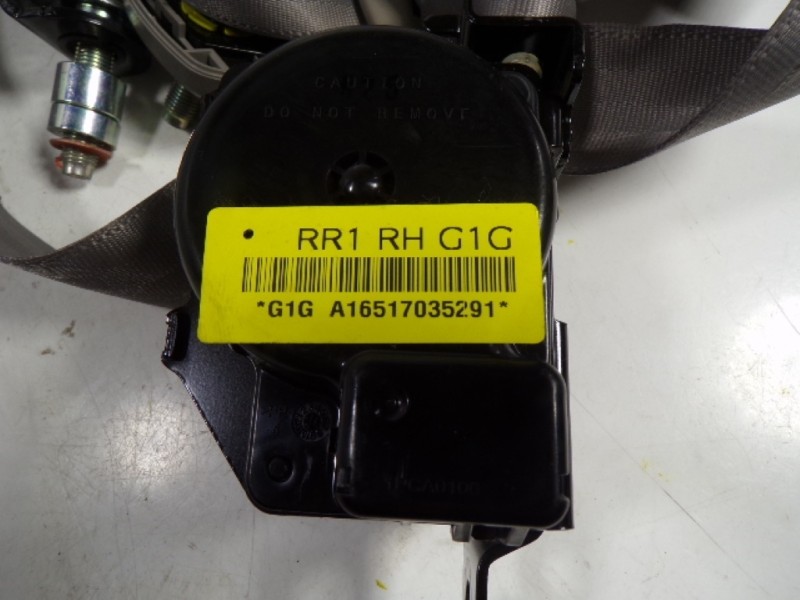 CAUTION
DO NOT REMOVE
RR1 RH G1G
*G1G A16517035291*